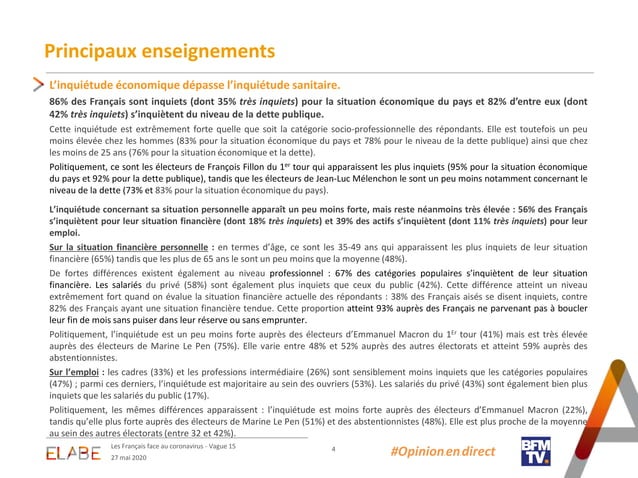 Principaux enseignements
L’inquiétude économique dépasse l’inquiétude sanitaire.
86% des Français sont inquiets (dont 35% très inquiets) pour la situation économique du pays et 82% d’entre eux (dont
42% très inquiets) s’inquiètent du niveau de la dette publique.
Cette inquiétude est extrêmement forte quelle que soit la catégorie socio-professionnelle des répondants. Elle est toutefois un peu
moins élevée chez les hommes (83% pour la situation économique du pays et 78% pour le niveau de la dette publique) ainsi que chez
les moins de 25 ans (76% pour la situation économique et la dette).
Politiquement, ce sont les électeurs de François Fillon du 1er tour qui apparaissent les plus inquiets (95% pour la situation économique
du pays et 92% pour la dette publique), tandis que les électeurs de Jean-Luc Mélenchon le sont un peu moins notamment concernant le
niveau de la dette (73% et 83% pour la situation économique du pays).
L’inquiétude concernant sa situation personnelle apparaît un peu moins forte, mais reste néanmoins très élevée : 56% des Français
s’inquiètent pour leur situation financière (dont 18% très inquiets) et 39% des actifs s’inquiètent (dont 11% très inquiets) pour leur
emploi.
Sur la situation financière personnelle : en termes d’âge, ce sont les 35-49 ans qui apparaissent les plus inquiets de leur situation
financière (65%) tandis que les plus de 65 ans le sont un peu moins que la moyenne (48%).
De fortes différences existent également au niveau professionnel : 67% des catégories populaires s’inquiètent de leur situation
financière. Les salariés du privé (58%) sont également plus inquiets que ceux du public (42%). Cette différence atteint un niveau
extrêmement fort quand on évalue la situation financière actuelle des répondants : 38% des Français aisés se disent inquiets, contre
82% des Français ayant une situation financière tendue. Cette proportion atteint 93% auprès des Français ne parvenant pas à boucler
leur fin de mois sans puiser dans leur réserve ou sans emprunter.
Politiquement, l’inquiétude est un peu moins forte auprès des électeurs d’Emmanuel Macron du 1Er tour (41%) mais est très élevée
auprès des électeurs de Marine Le Pen (75%). Elle varie entre 48% et 52% auprès des autres électorats et atteint 59% auprès des
abstentionnistes.
Sur l’emploi : les cadres (33%) et les professions intermédiaire (26%) sont sensiblement moins inquiets que les catégories populaires
(47%) ; parmi ces derniers, l’inquiétude est majoritaire au sein des ouvriers (53%). Les salariés du privé (43%) sont également bien plus
inquiets que les salariés du public (17%).
Politiquement, les mêmes différences apparaissent : l’inquiétude est moins forte auprès des électeurs d’Emmanuel Macron (22%),
tandis qu’elle plus forte auprès des électeurs de Marine Le Pen (51%) et des abstentionnistes (48%). Elle est plus proche de la moyenne
au sein des autres électorats (entre 32 et 42%).
ELABE
Les Français face au coronavirus - Vague 15
27 mai 2020
4
#Opinion en direct
BFM
TV.